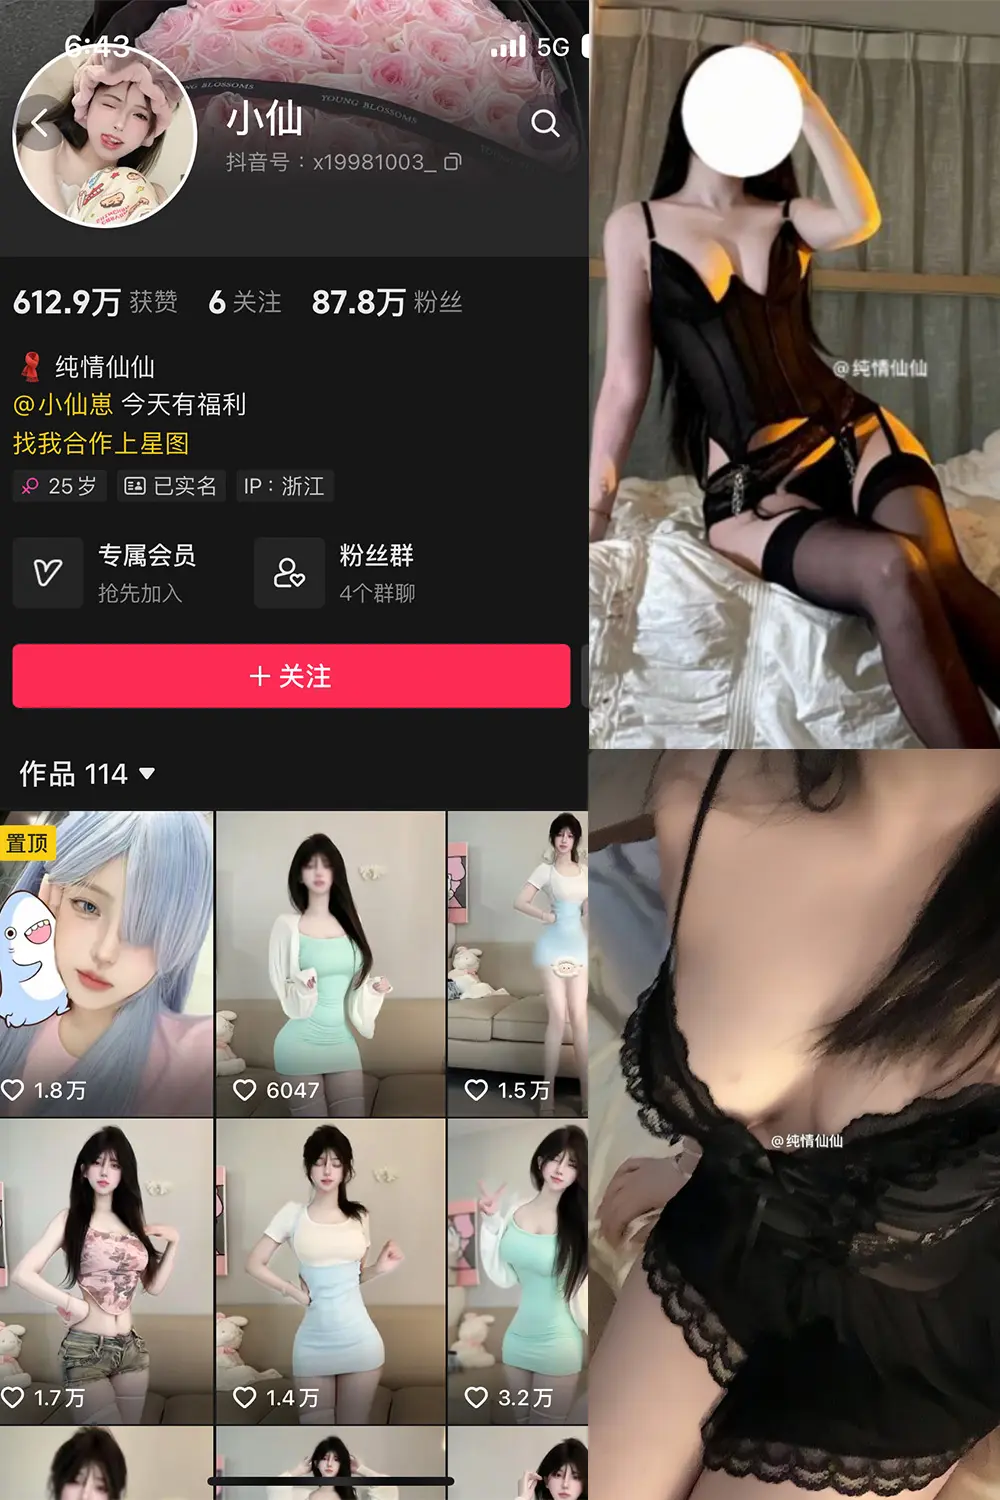 6:43
5G
YOUNG BLOSSOMS
小仙
抖音号：x19981003_
612.9万 获赞 6 关注 87.8万 粉丝
纯情仙仙
@小仙崽 今天有福利
找我合作上星图
25岁 已实名 IP：浙江
专属会员
抢先加入
粉丝群
4个群聊
+ 关注
作品 114
置顶
1.8万
6047
1.5万
1.7万
1.4万
3.2万
@纯情仙仙
@纯情仙仙